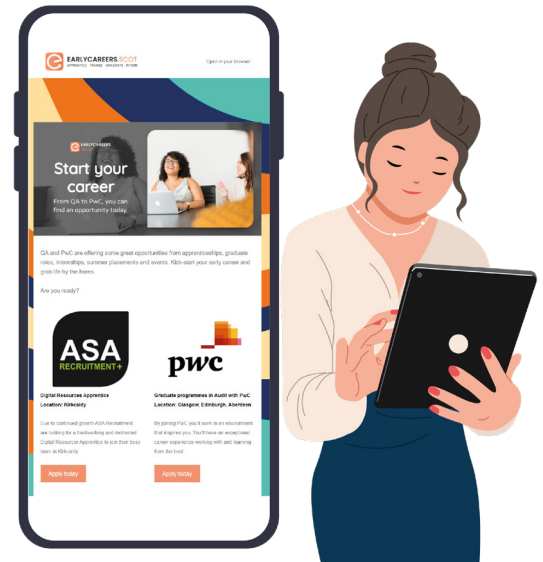 EARLYCAREERS.SCOT
APPRENTICE TRAINEE GRADUATE INTERN
Open in your browser
EARLYCAREERS
Start your
career
From QA to PwC, you can
find an opportunity today.
QA and PwC are offering some great opportunities from apprenticeships, graduate
roles, internships, summer placements and events. Kick-start your early career and
grab life by the horns.
Are you ready?
ASA
RECRUITMENT+
pwc
Digital Resources Apprentice
Location: Kirkcaldy
Graduate programmes in Audit with PwC
Location: Glasgow, Edinburgh, Aberdeen
Due to continued growth ASA Recruitment
are looking for a hardworking and motivated
Digital Resources Apprentice to join their busy
team in Kirkcaldy
By joining PwC, you'll work in an environment
that inspires you. You'll have an exceptional
career experience working with and learning
from the best
Apply today
Apply today